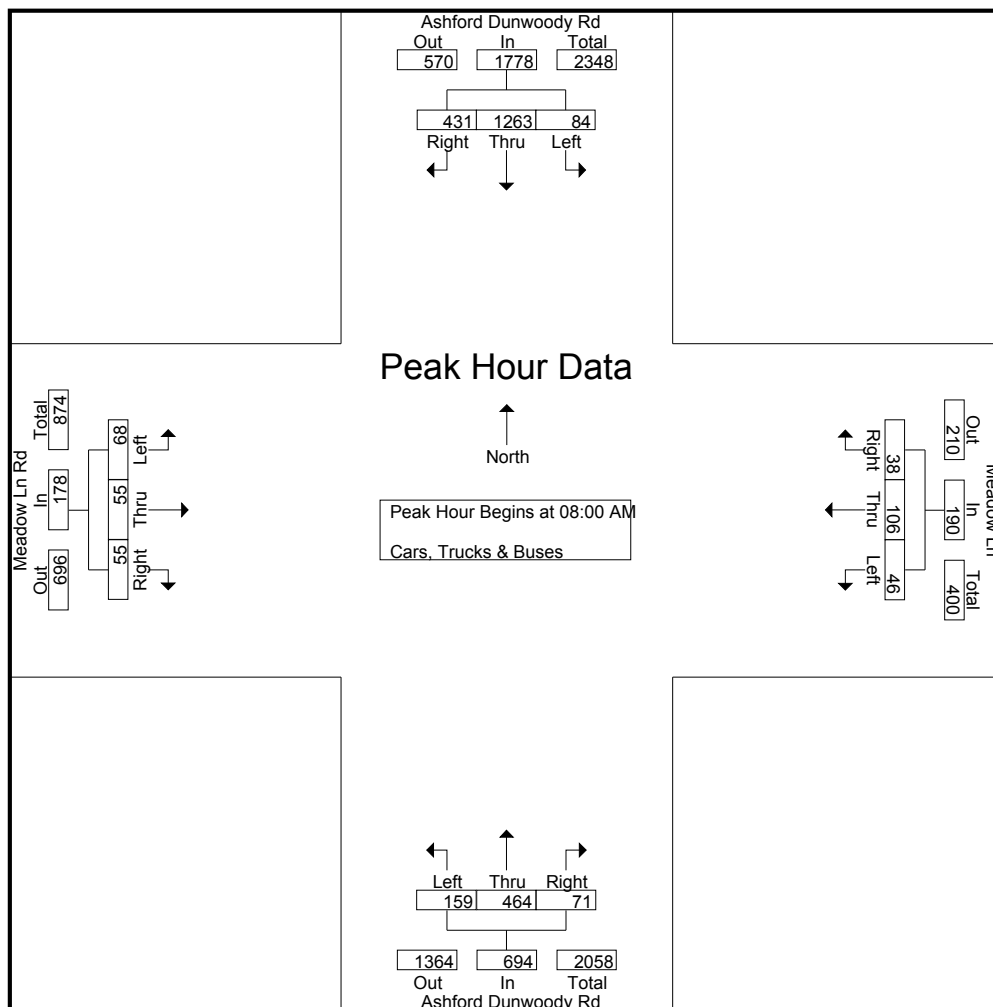 Ashford Dunwoody Rd
Out In Total
570 1778 2348
431 1263 84
Right Thru Left
Peak Hour Data
North
Peak Hour Begins at 08:00 AM
Cars, Trucks & Buses
Meadow Ln Rd
Out In Total
696 178 874
68 55 55
Left Thru Right
Meadow Ln
Out In Total
210 190 400
38 106 46
Right Thru Left
Left Thru Right
159 464 71
1364 694 2058
Out In Total
Ashford Dunwoody Rd